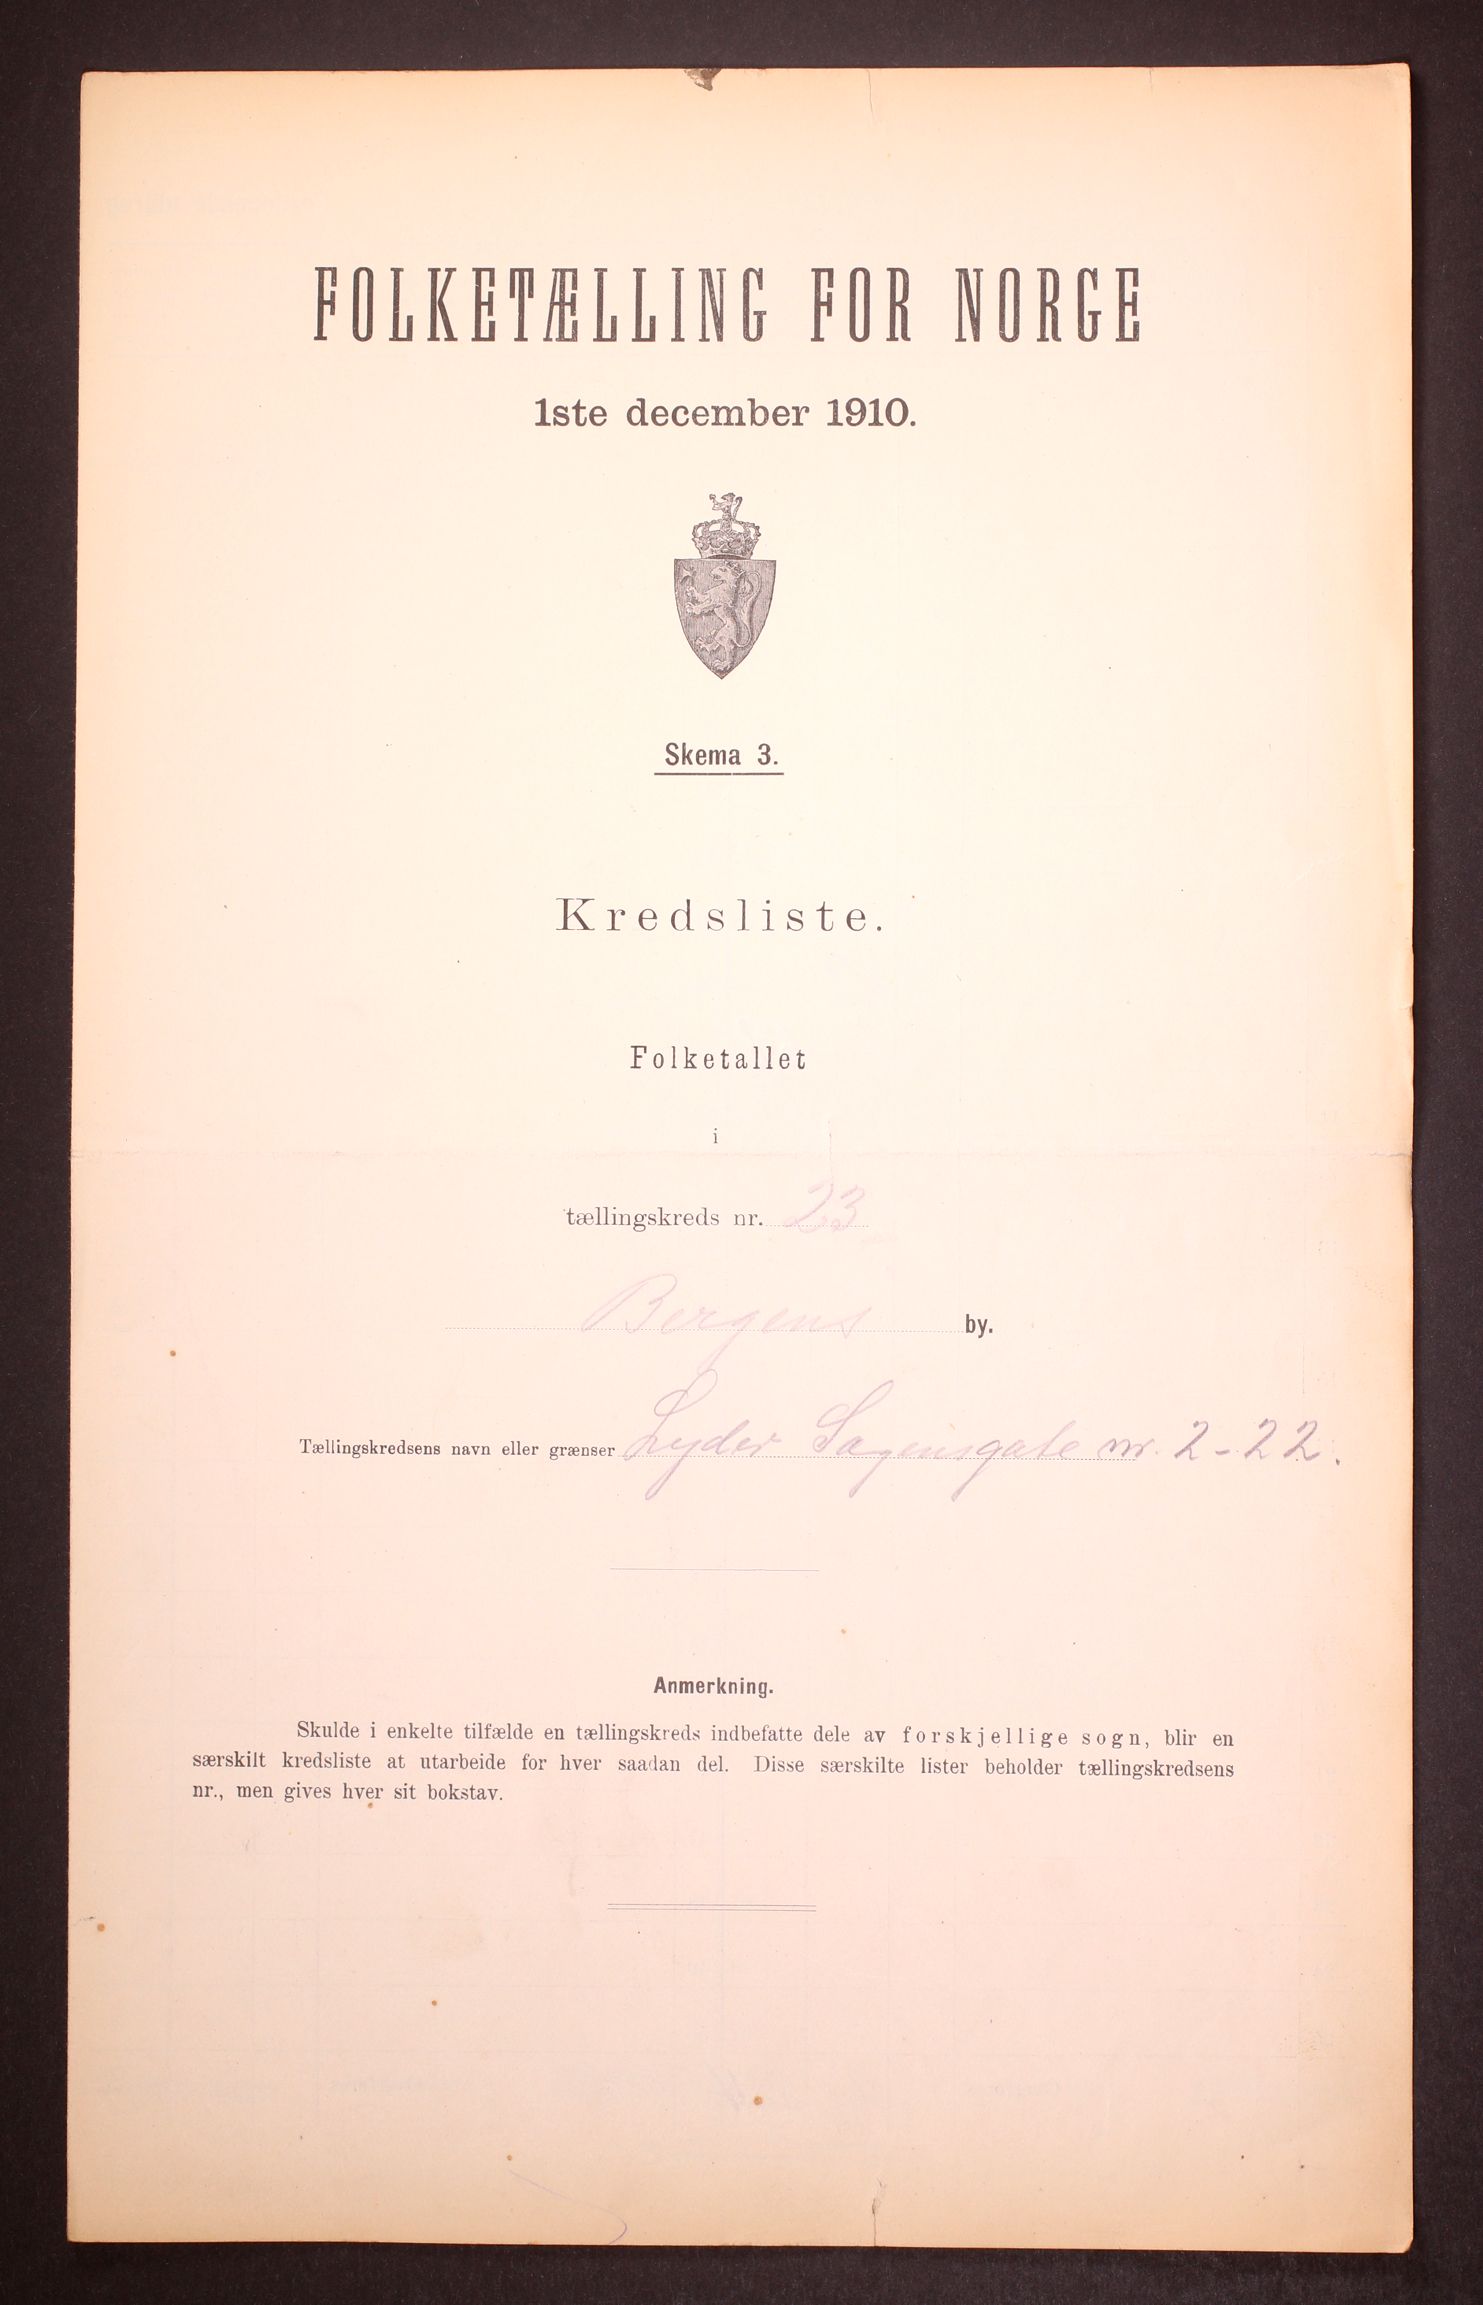 FOLKETÆLLING FOR NORGE
1ste december 1910.
Skema 3.
Kredsliste.
Folketallet
i
tællingskreds nr. 23
Bergens by.
Tællingskredsens navn eller grænser Lyder Sagensgate nr. 2-22.
Anmerkning.
Skulde i enkelte tilfælde en tællingskreds indbefatte dele av forskjellige sogn, blir en
særskilt kredsliste at utarbeide for hver saadan del. Disse særskilte lister beholder tællingskredsens
nr., men gives hver sit bokstav.